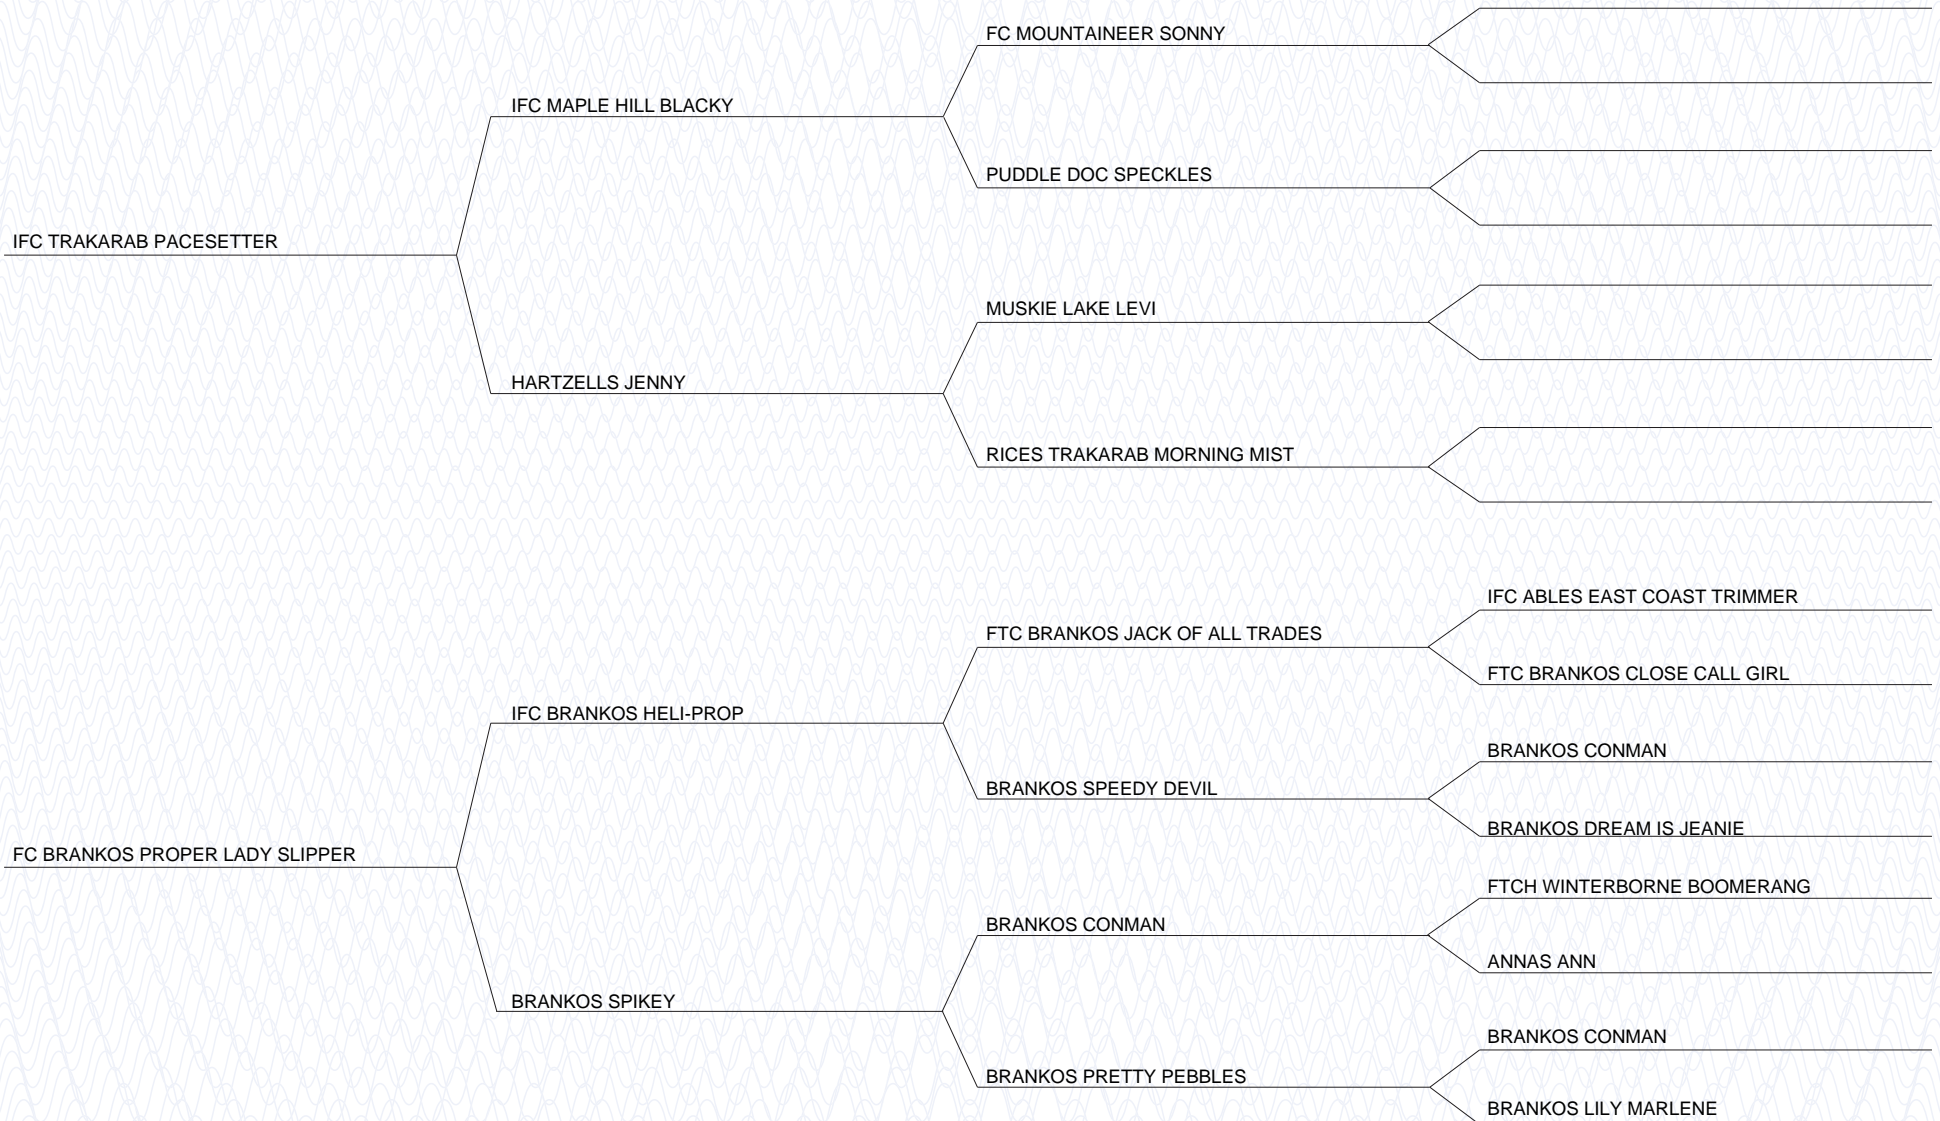 FC MOUNTAINEER SONNY
IFC MAPLE HILL BLACKY
PUDDLE DOC SPECKLES
IFC TRAKARAB PACESETTER
MUSKIE LAKE LEVI
HARTZELLS JENNY
RICES TRAKARAB MORNING MIST
IFC ABLES EAST COAST TRIMMER
FTC BRANKOS JACK OF ALL TRADES
FTC BRANKOS CLOSE CALL GIRL
IFC BRANKOS HELI-PROP
BRANKOS CONMAN
BRANKOS SPEEDY DEVIL
BRANKOS DREAM IS JEANIE
FC BRANKOS PROPER LADY SLIPPER
FTCH WINTERBORNE BOOMERANG
BRANKOS CONMAN
ANNAS ANN
BRANKOS SPIKEY
BRANKOS CONMAN
BRANKOS PRETTY PEBBLES
BRANKOS LILY MARLENE